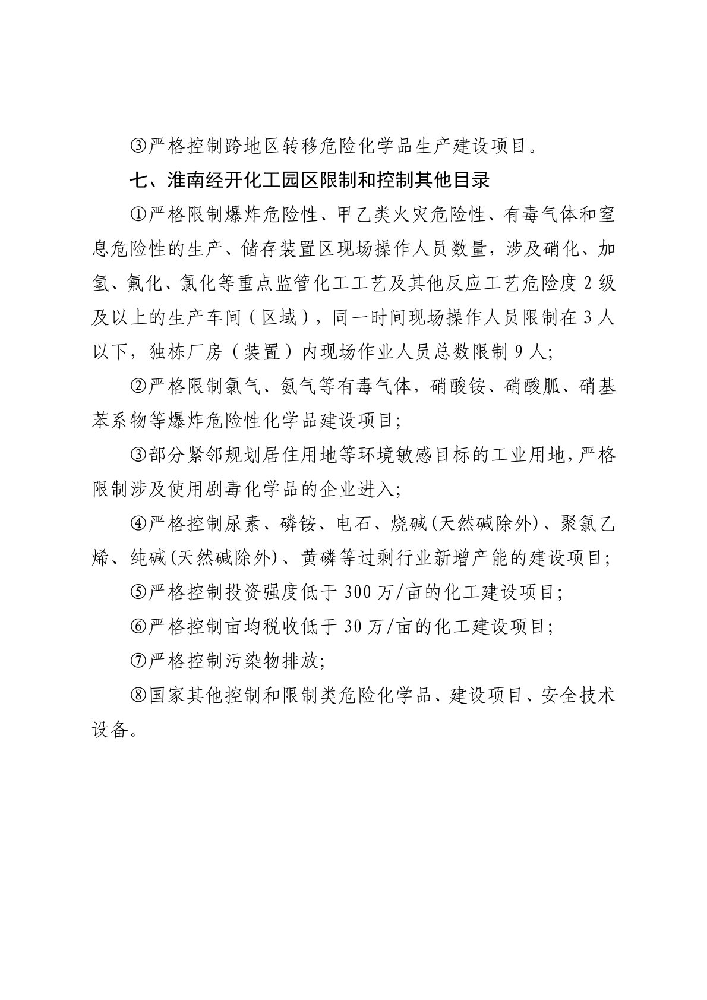 ③严格控制跨地区转移危险化学品生产建设项目。
七、淮南经开化工园区限制和控制其他目录
①严格限制爆炸危险性、甲乙类火灾危险性、有毒气体和窒
息危险性的生产、储存装置区现场操作人员数量，涉及硝化、加
氢、氟化、氯化等重点监管化工工艺及其他反应工艺危险度 2 级
及以上的生产车间（区域），同一时间现场操作人员限制在 3 人
以下，独栋厂房（装置）内现场作业人员总数限制 9 人；
②严格限制氯气、氨气等有毒气体，硝酸铵、硝酸胍、硝基
苯系物等爆炸危险性化学品建设项目；
③部分紧邻规划居住用地等环境敏感目标的工业用地，严格
限制涉及使用剧毒化学品的企业进入；
④严格控制尿素、磷铵、电石、烧碱(天然碱除外)、聚氯乙
烯、纯碱(天然碱除外)、黄磷等过剩行业新增产能的建设项目；
⑤严格控制投资强度低于 300 万/亩的化工建设项目；
⑥严格控制亩均税收低于 30 万/亩的化工建设项目；
⑦严格控制污染物排放；
⑧国家其他控制和限制类危险化学品、建设项目、安全技术
设备。